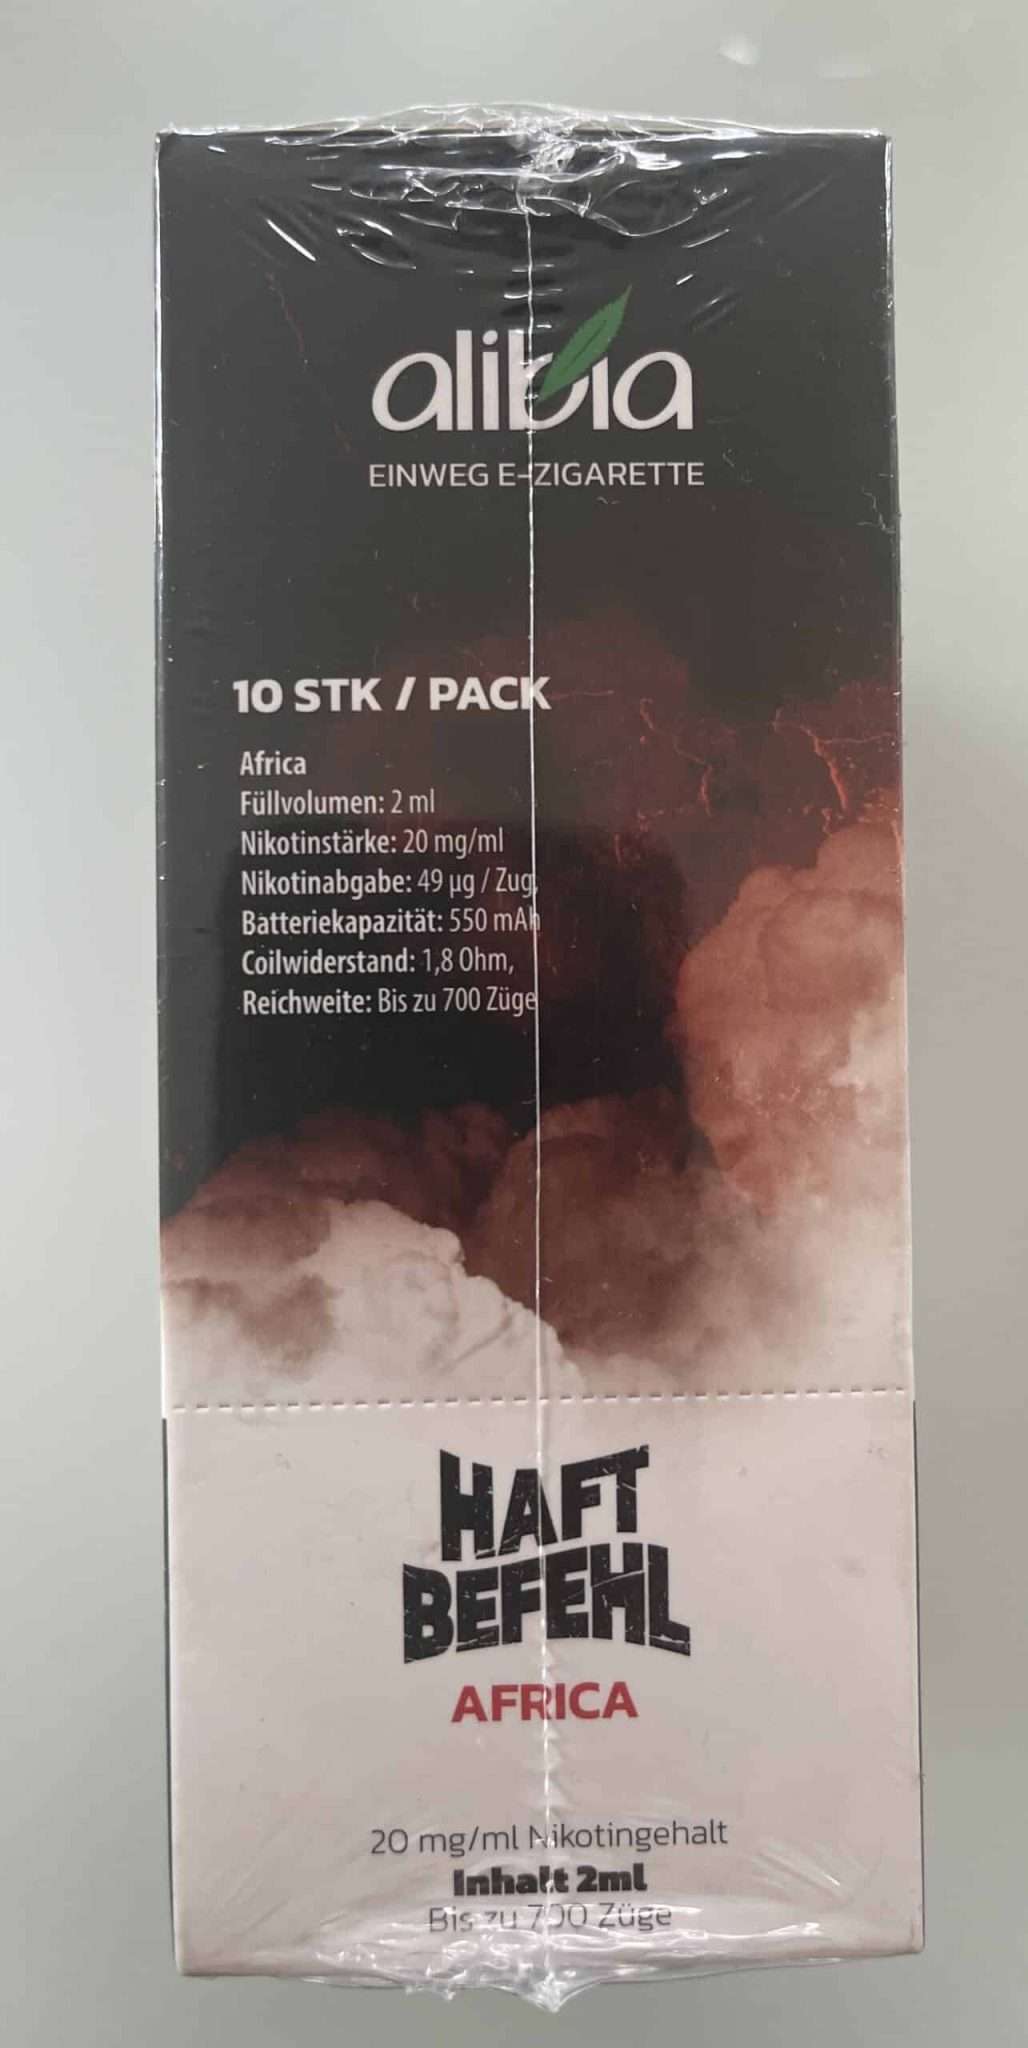 alibia
EINWEG E-ZIGARETTE
10 STK / PACK
Africa
Füllvolumen: 2 ml
Nikotinstärke: 20 mg/ml
Nikotinabgabe: 49 µg / Zug,
Batteriekapazität: 550 mAh
Coilwiderstand: 1,8 Ohm,
Reichweite: Bis zu 700 Züge
HAFT
BEFEHL
AFRICA
20 mg/ml Nikotingehalt
Inhalt 2ml
Bis zu 700 Züge